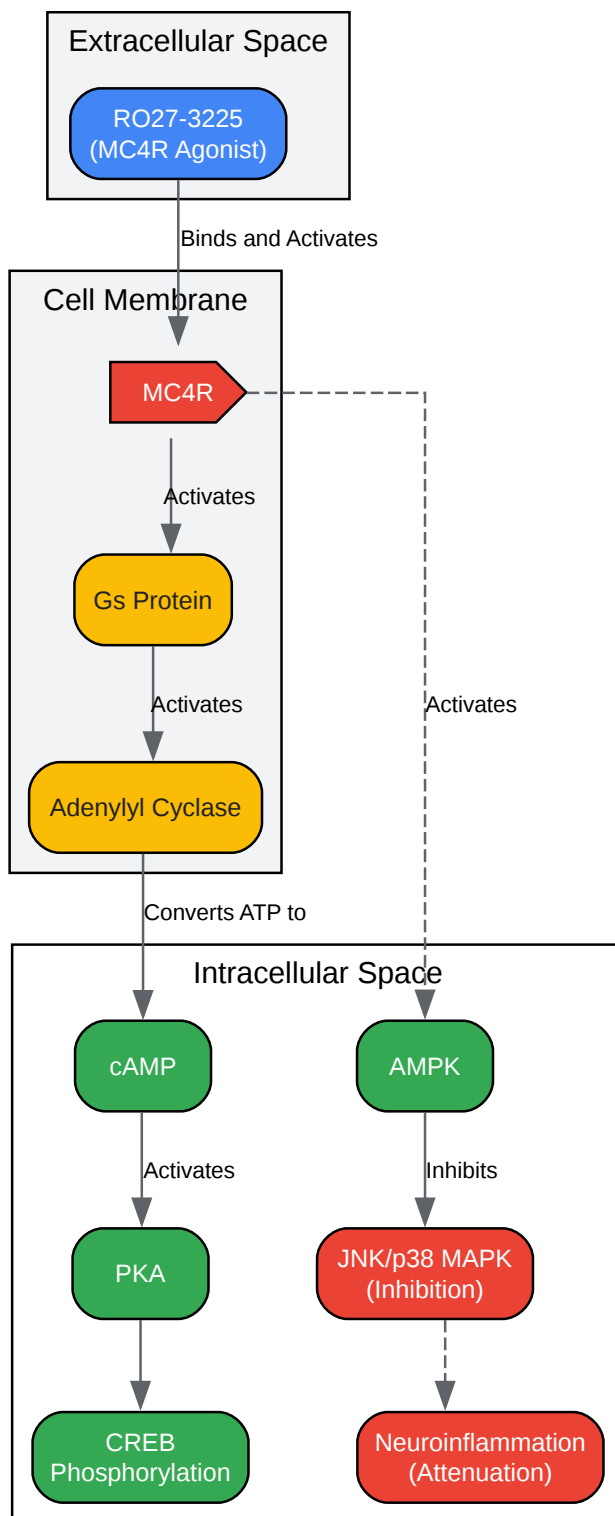 Extracellular Space
RO27-3225
(MC4R Agonist)
Binds and Activates
Cell Membrane
MC4R
Activates
Gs Protein
Activates
Activates
Adenylyl Cyclase
Converts ATP to
Intracellular Space
cAMP
AMPK
Activates
Inhibits
PKA
JNK/p38 MAPK
(Inhibition)
CREB
Phosphorylation
Neuroinflammation
(Attenuation)